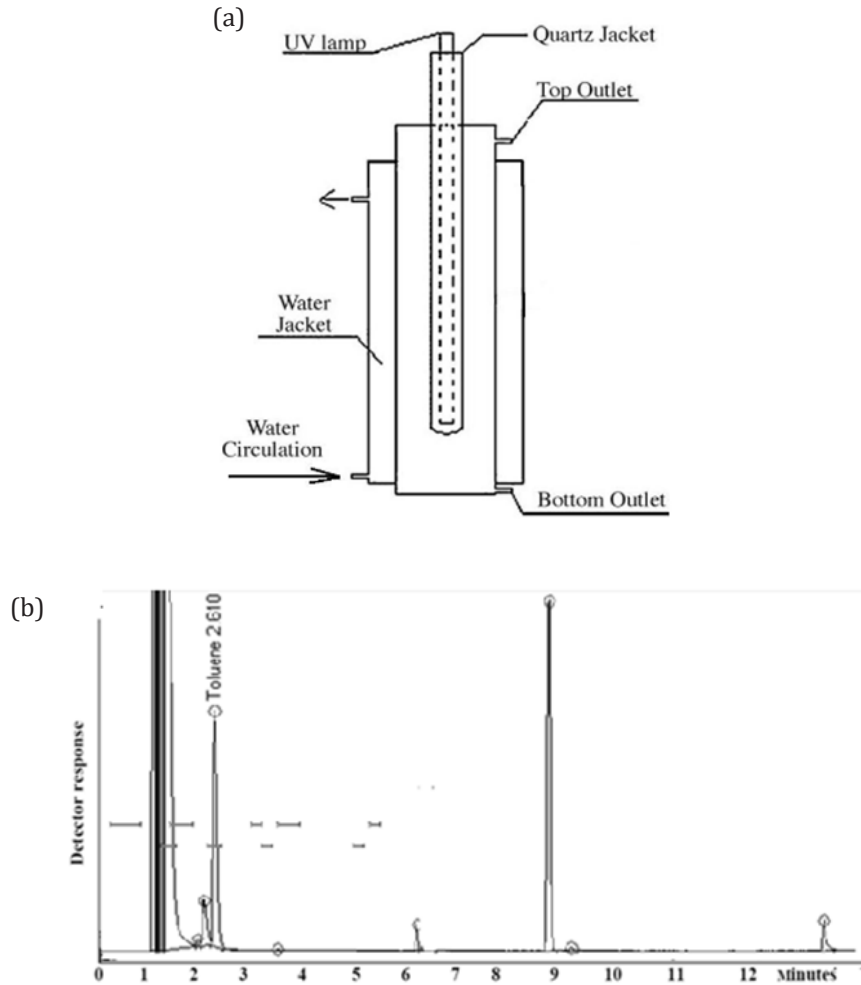 (a)
UV lamp
Quartz Jacket
Top Outlet
Water
Jacket
Water
Circulation
Bottom Outlet
(b)
Toluene 2 610
Detector response
0 1 2 3 4 5 6 7 8 9 10 11 12 Minutes